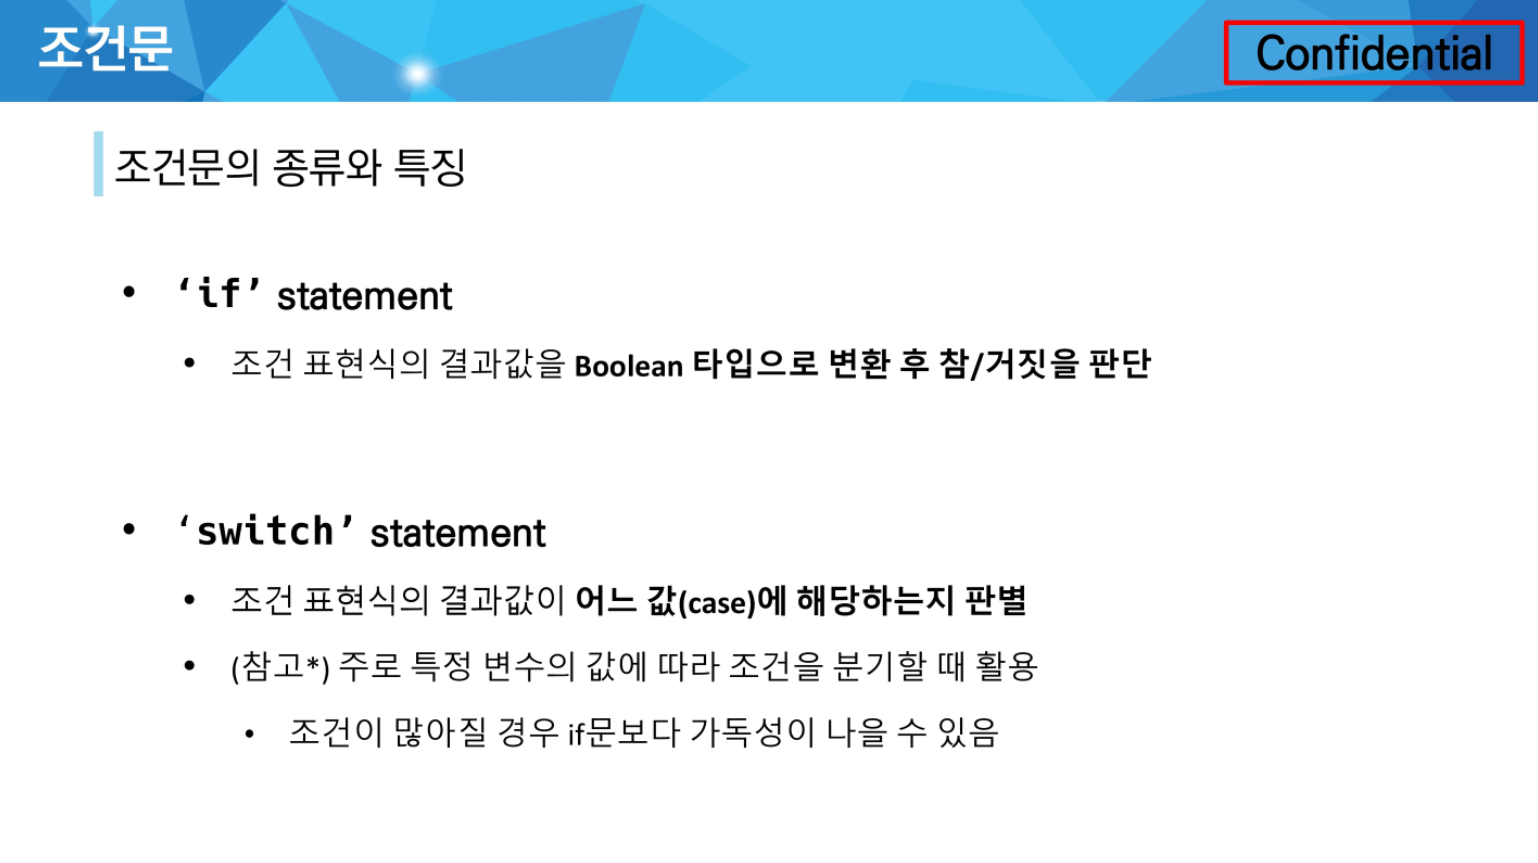 조건문
Confidential
조건문의 종류와 특징
• ‘if’ statement
• 조건 표현식의 결과값을 Boolean 타입으로 변환 후 참/거짓을 판단
• ‘switch’ statement
• 조건 표현식의 결과값이 어느 값(case)에 해당하는지 판별
• (참고*) 주로 특정 변수의 값에 따라 조건을 분기할 때 활용
• 조건이 많아질 경우 if문보다 가독성이 나을 수 있음